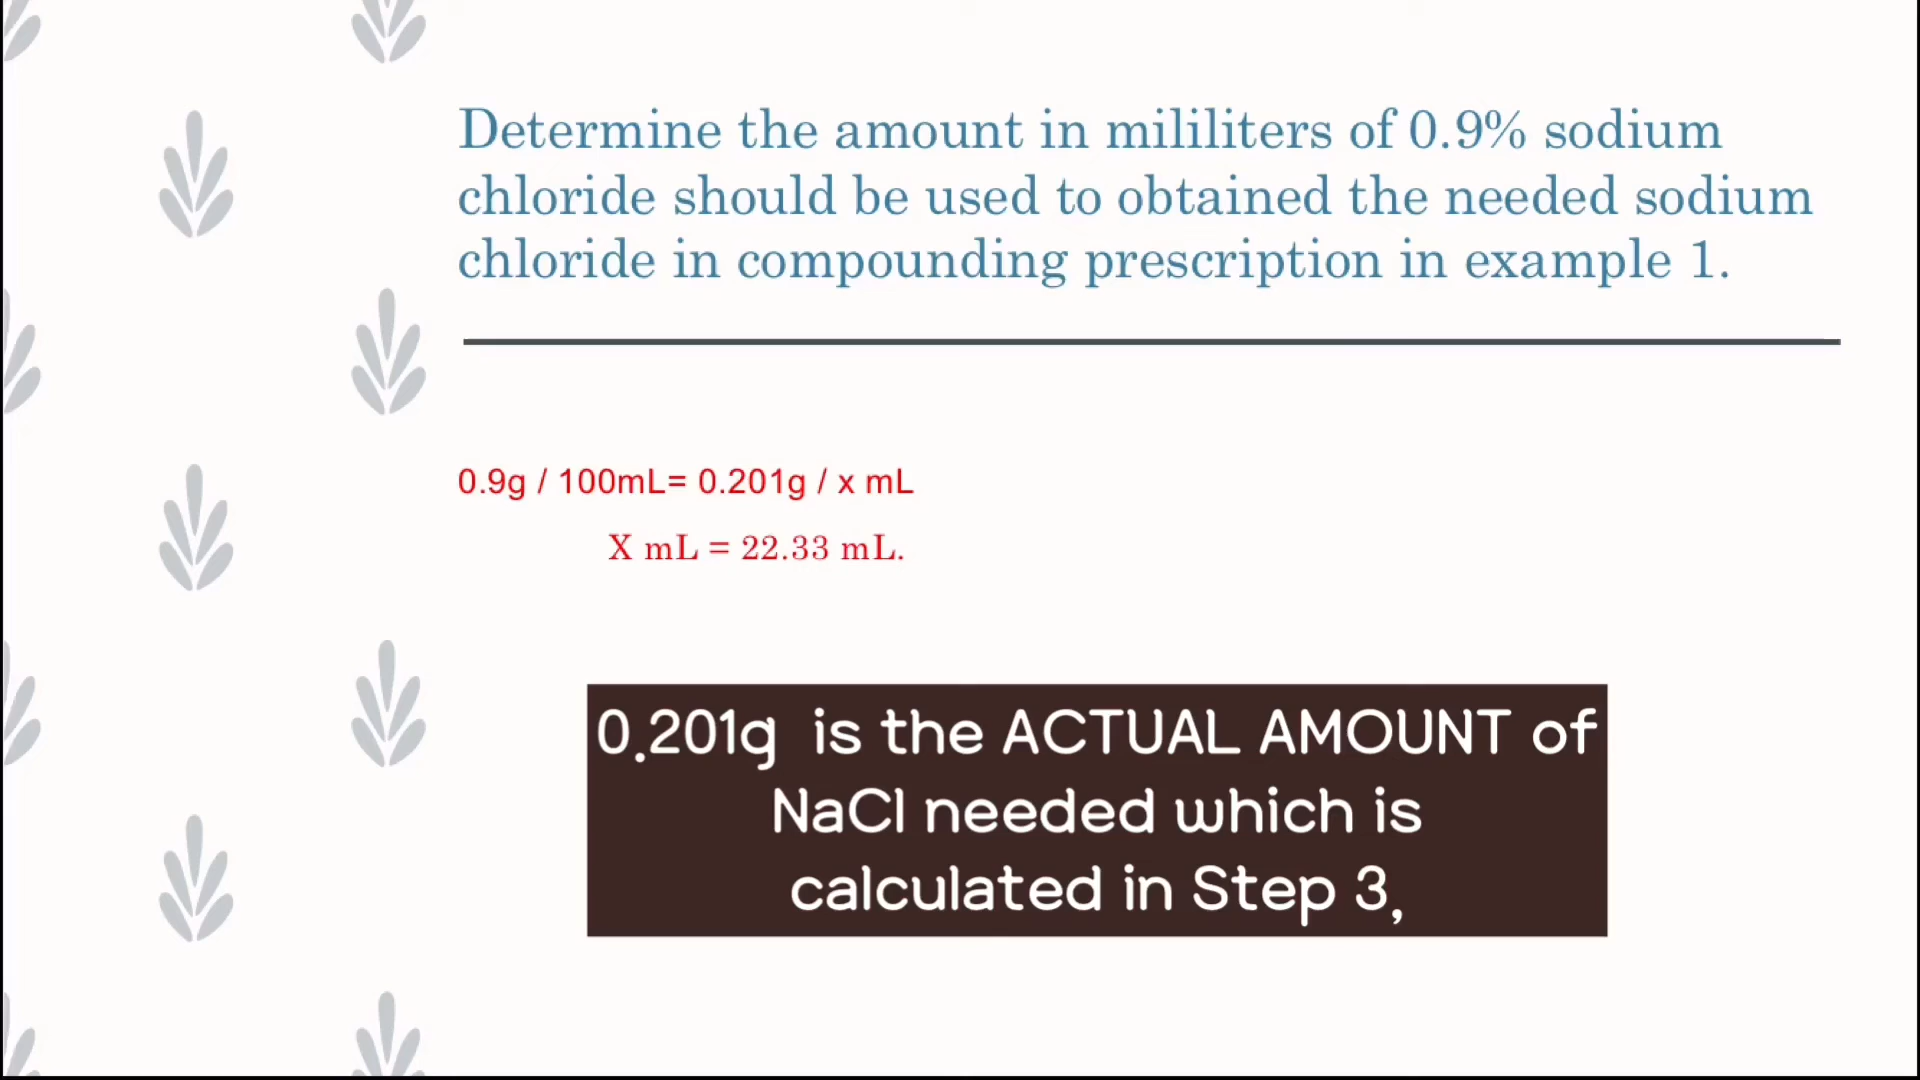 Determine the amount in mililiters of 0.9% sodium
chloride should be used to obtained the needed sodium
chloride in compounding prescription in example 1.
0.9g / 100mL= 0.201g / x mL
X mL = 22.33 mL.
0.201g is the ACTUAL AMOUNT of
NaCl needed which is
calculated in Step 3,